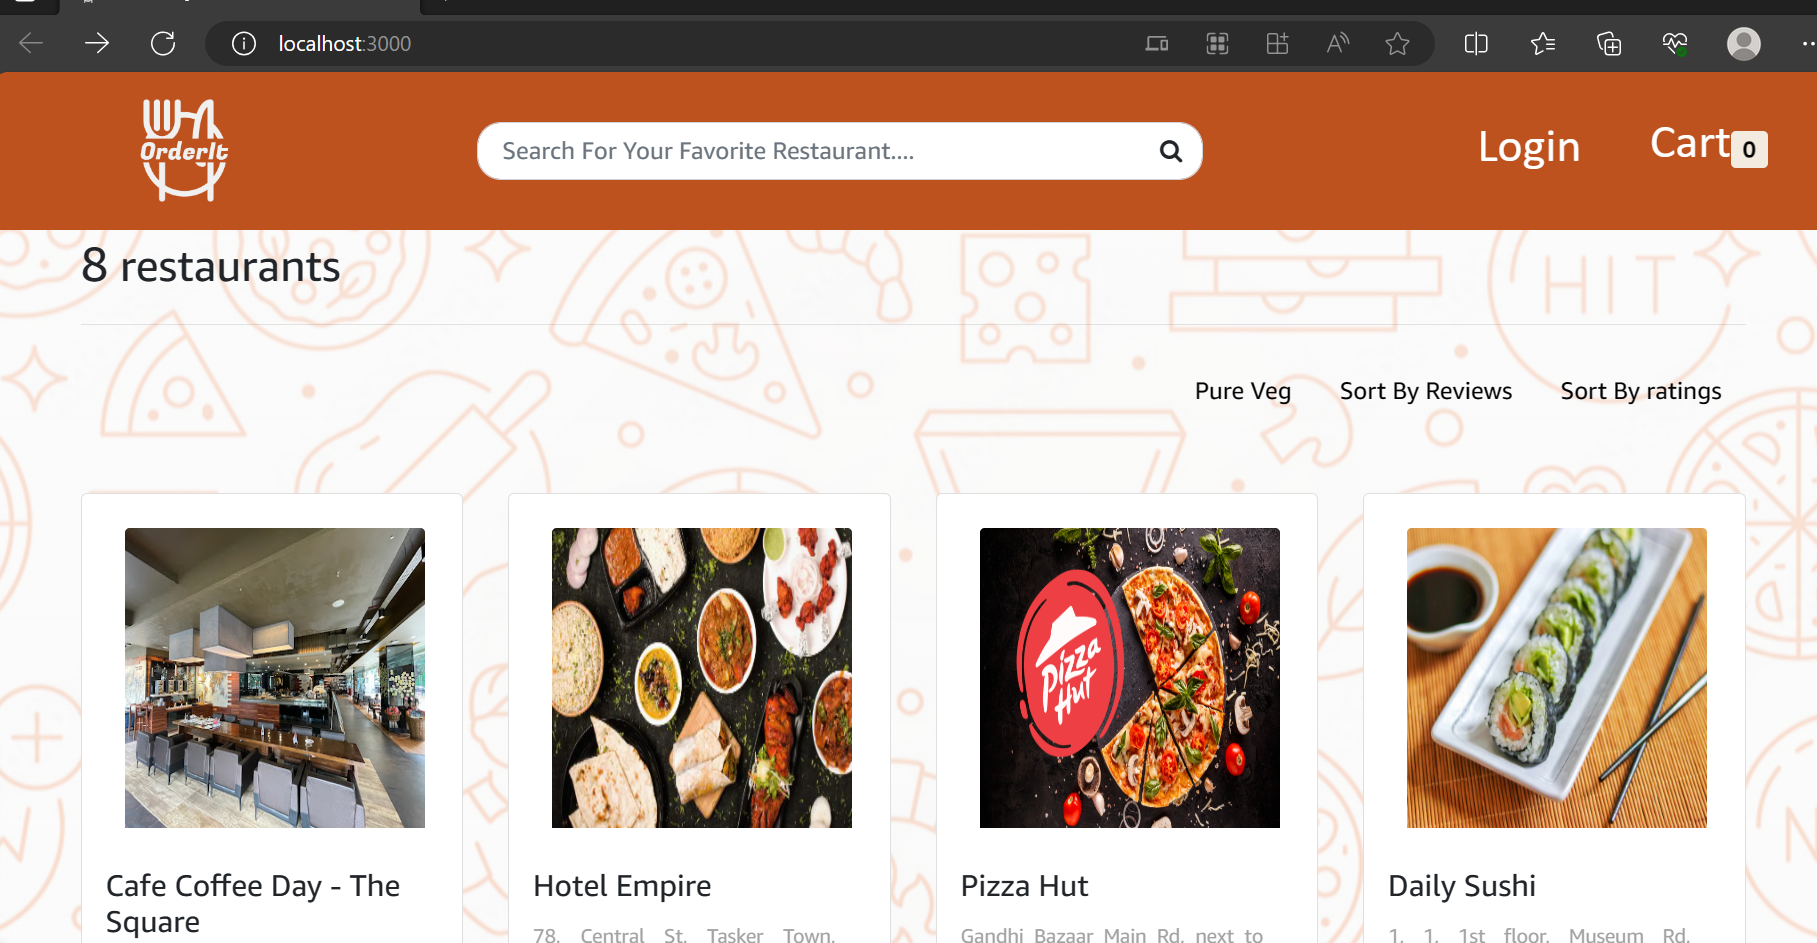 localhost:3000
OrderIt
Search For Your Favorite Restaurant....
Login
Cart 0
8 restaurants
HIT
Pure Veg
Sort By Reviews
Sort By ratings
Pizza
Hut
Cafe Coffee Day - The
Square
Hotel Empire
78, Central St, Tasker Town,
Pizza Hut
Gandhi Bazaar Main Rd, next to
Daily Sushi
1, 1, 1st floor, Museum Rd,